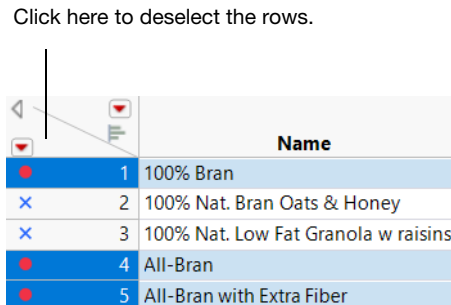 Click here to deselect the rows.
Name
1 100% Bran
2 100% Nat. Bran Oats & Honey
3 100% Nat. Low Fat Granola w raisins
4 All-Bran
5 All-Bran with Extra Fiber